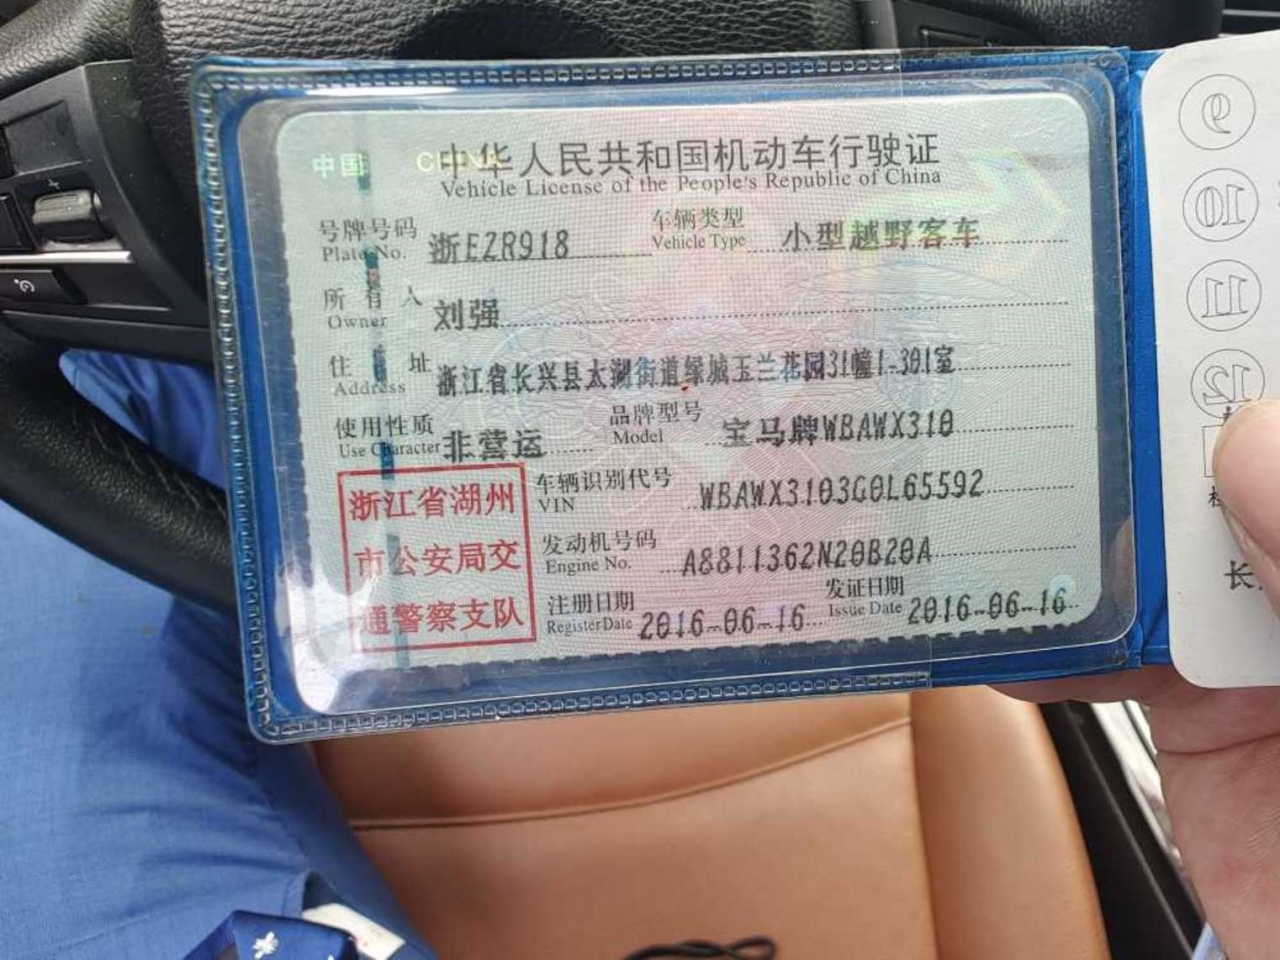 中国 CHINA
中华人民共和国机动车行驶证
Vehicle License of the People's Republic of China
号牌号码 浙EZR918 车辆类型 小型越野客车
Plate No. Vehicle Type
所有人 刘强
Owner
住址 浙江省长兴县太湖街道绿城玉兰花园31幢1-301室
Address
使用性质 非营运 品牌型号 宝马牌WBAWX310
Use Character Model
浙江省湖州
市公安局交
通警察支队
车辆识别代号 WBAWX3103G0L65592
VIN
发动机号码 A8811362N20B20A
Engine No.
注册日期 2016-06-16 发证日期 2016-06-16
Register Date Issue Date
9
10
11
12
长